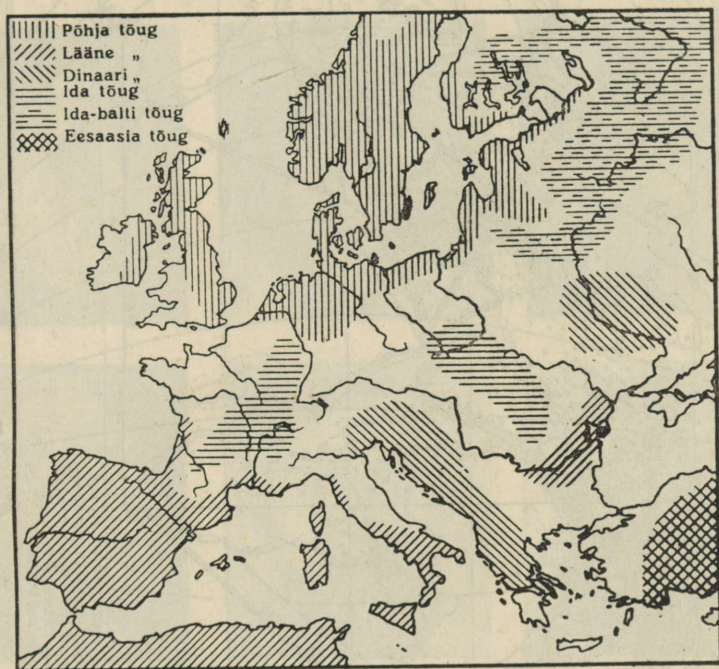 Põhja tõug
Lääne „
Dinaari „
Ida tõug
Ida-balti tõug
Eesaasia tõug